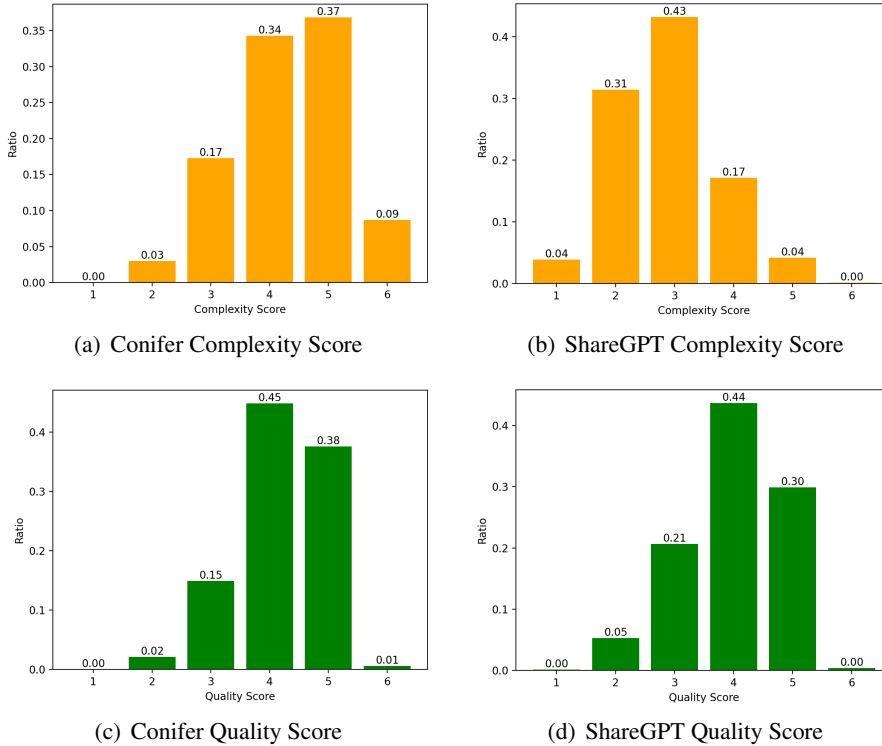 0.35
0.30
0.25
0.20
0.15
0.10
0.05
0.00
Ratio
0.00
0.03
0.17
0.34
0.37
0.09
1 2 3 4 5 6
Complexity Score
(a) Conifer Complexity Score
0.4
0.3
0.2
0.1
0.0
Ratio
0.04
0.31
0.43
0.17
0.04
0.00
1 2 3 4 5 6
Complexity Score
(b) ShareGPT Complexity Score
0.4
0.3
0.2
0.1
0.0
Ratio
0.00
0.02
0.15
0.45
0.38
0.01
1 2 3 4 5 6
Quality Score
(c) Conifer Quality Score
0.4
0.3
0.2
0.1
0.0
Ratio
0.00
0.05
0.21
0.44
0.30
0.00
1 2 3 4 5 6
Quality Score
(d) ShareGPT Quality Score